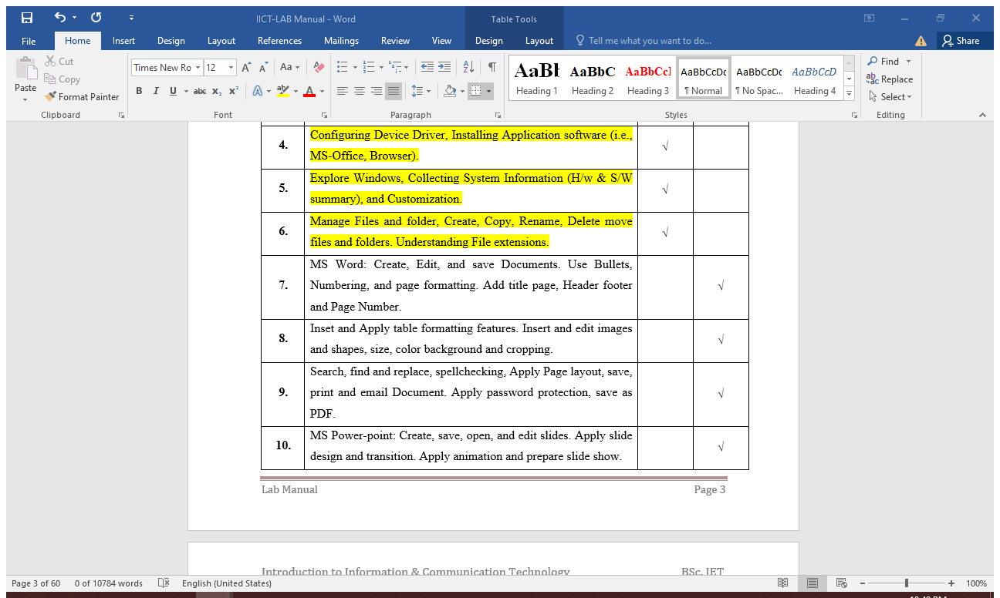 IICT-LAB Manual - Word
Table Tools
File Home Insert Design Layout References Mailings Review View Design Layout Tell me what you want to do... Share
Paste
Cut
Copy
Format Painter
Clipboard
Times New Ro 12 Aa
B I U abc x₂ x² A ab A
Font
A Z ¶
Paragraph
AaBb AaBbC AaBbCcI AaBbCcDc AaBbCcDc AaBbCcD
Heading 1 Heading 2 Heading 3 ¶ Normal ¶ No Spac... Heading 4
Styles
Find
Replace
Select
Editing
4. Configuring Device Driver, Installing Application software (i.e.,
MS-Office, Browser). √
5. Explore Windows, Collecting System Information (H/w & S/W
summary), and Customization. √
6. Manage Files and folder, Create, Copy, Rename, Delete move
files and folders. Understanding File extensions. √
7. MS Word: Create, Edit, and save Documents. Use Bullets,
Numbering, and page formatting. Add title page, Header footer √
and Page Number.
8. Inset and Apply table formatting features. Insert and edit images
and shapes, size, color background and cropping. √
9. Search, find and replace, spellchecking, Apply Page layout, save,
print and email Document. Apply password protection, save as √
PDF.
10. MS Power-point: Create, save, open, and edit slides. Apply slide
design and transition. Apply animation and prepare slide show. √
Lab Manual Page 3
Introduction to Information & Communication Technology BSc. IET
Page 3 of 60 0 of 10784 words English (United States) 100%